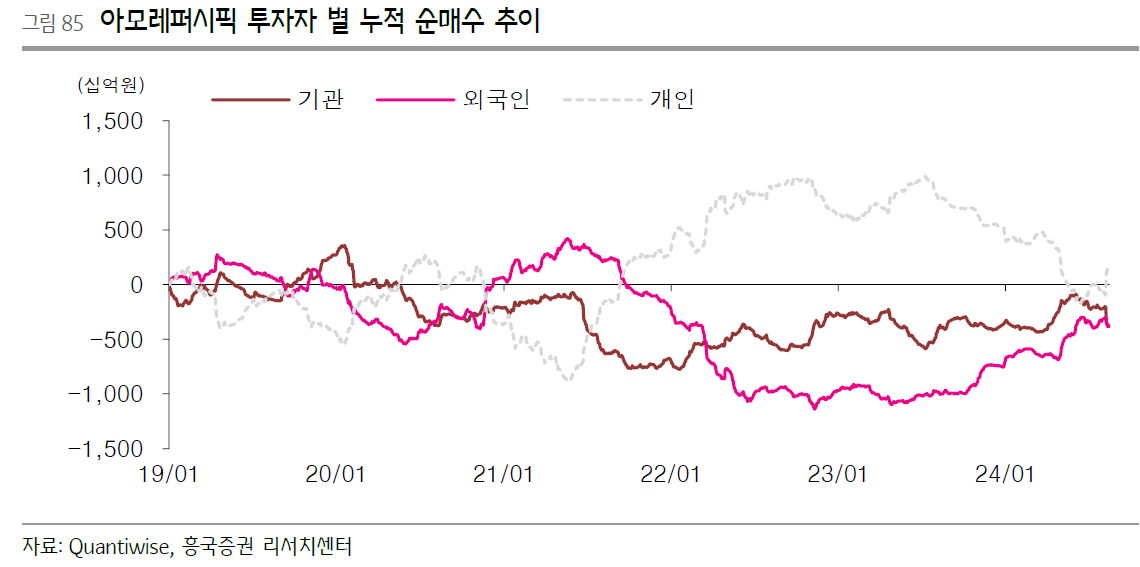 그림 85 아모레퍼시픽 투자자 별 누적 순매수 추이
(십억원)
기관 외국인 개인
1,500
1,000
500
0
-500
-1,000
-1,500
19/01 20/01 21/01 22/01 23/01 24/01
자료: Quantiwise, 흥국증권 리서치센터